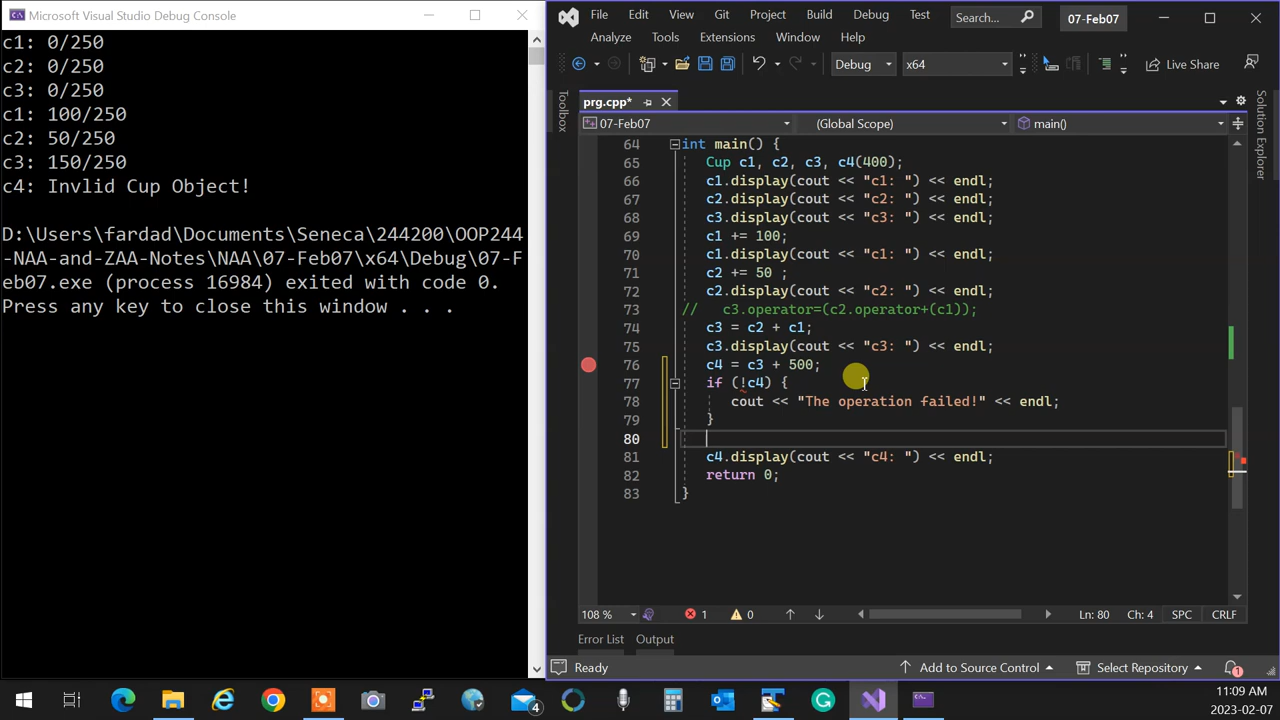 Microsoft Visual Studio Debug Console
c1: 0/250
c2: 0/250
c3: 0/250
c1: 100/250
c2: 50/250
c3: 150/250
c4: Invlid Cup Object!
D:\Users\fardad\Documents\Seneca\244200\OOP244
-NAA-and-ZAA-Notes\NAA\07-Feb07\x64\Debug\07-F
eb07.exe (process 16984) exited with code 0.
Press any key to close this window . . .
File Edit View Git Project Build Debug Test Search... 07-Feb07
Analyze Tools Extensions Window Help
Debug x64 Live Share
Toolbox
prg.cpp*
Solution Explorer
07-Feb07 (Global Scope) main()
64 int main() {
65 Cup c1, c2, c3, c4(400);
66 c1.display(cout << "c1: ") << endl;
67 c2.display(cout << "c2: ") << endl;
68 c3.display(cout << "c3: ") << endl;
69 c1 += 100;
70 c1.display(cout << "c1: ") << endl;
71 c2 += 50 ;
72 c2.display(cout << "c2: ") << endl;
73 // c3.operator=(c2.operator+(c1));
74 c3 = c2 + c1;
75 c3.display(cout << "c3: ") << endl;
76 c4 = c3 + 500;
77 if (!c4) {
78 cout << "The operation failed!" << endl;
79 }
80
81 c4.display(cout << "c4: ") << endl;
82 return 0;
83 }
108 % 1 0 Ln: 80 Ch: 4 SPC CRLF
Error List Output
Ready Add to Source Control Select Repository 1
4
11:09 AM
2023-02-07